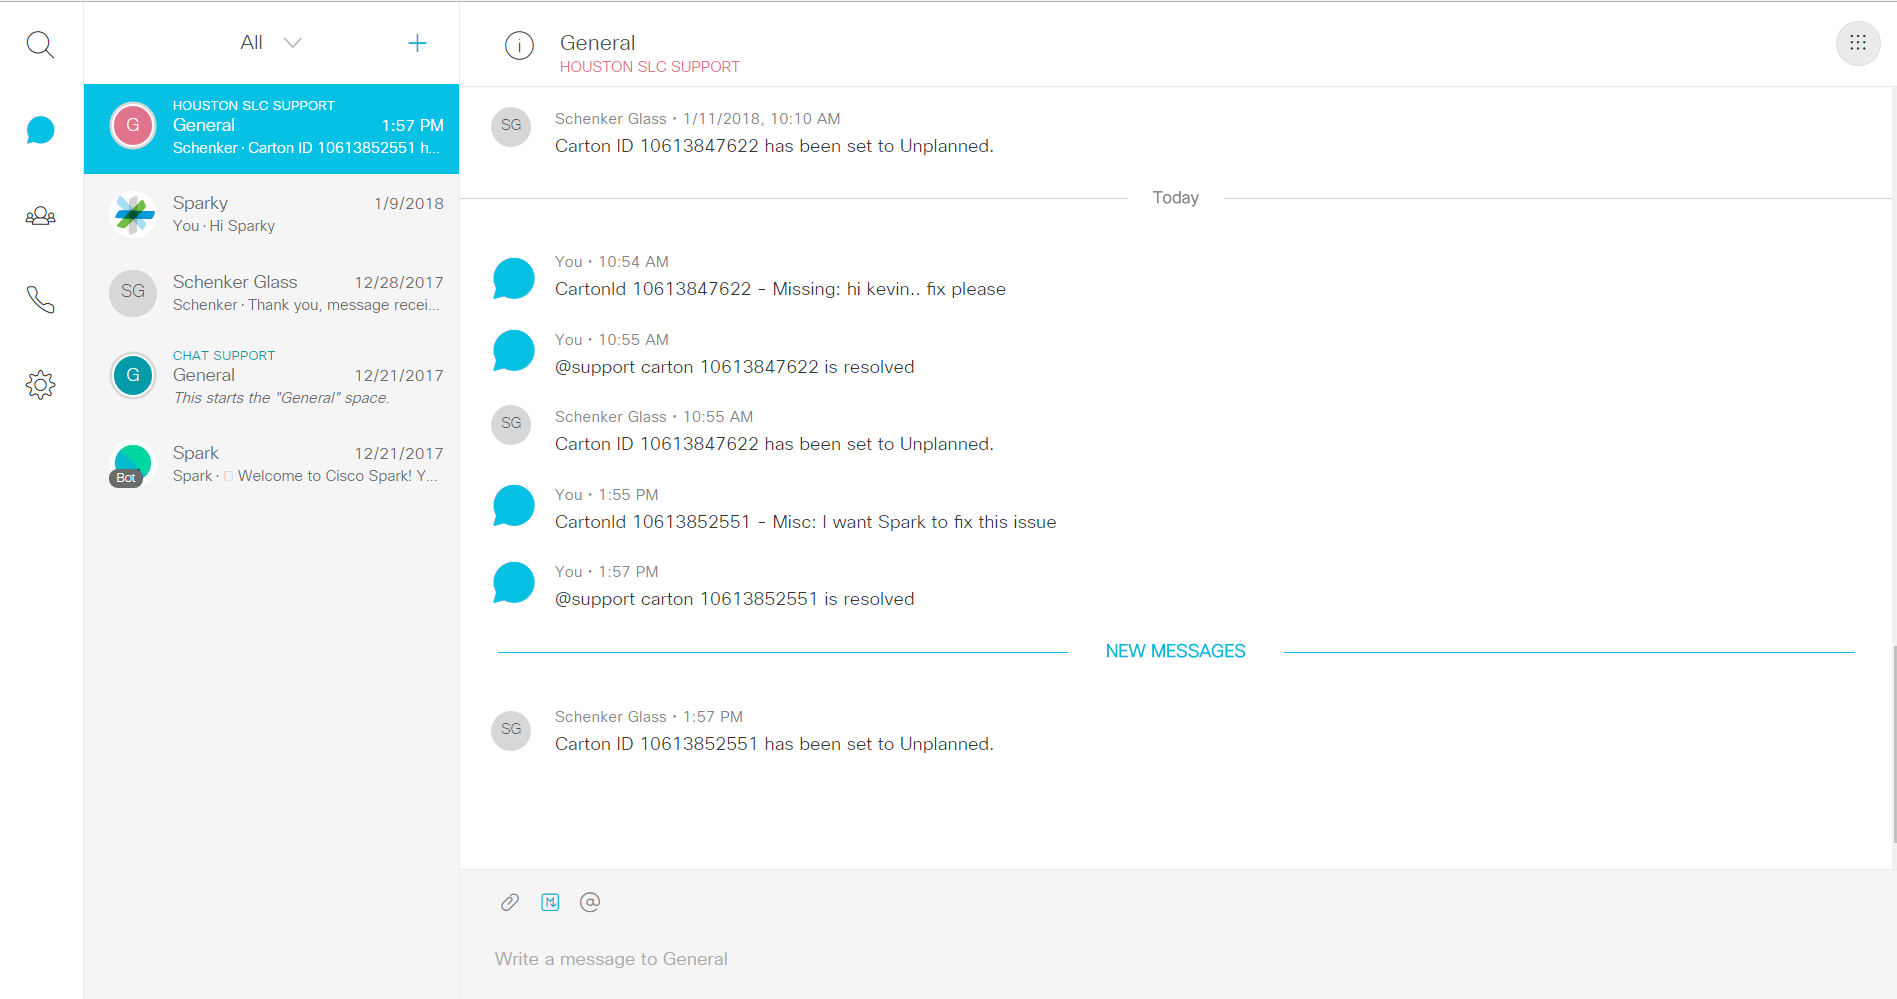 All
HOUSTON SLC SUPPORT
G
General 1:57 PM
Schenker · Carton ID 10613852551 h...
Sparky 1/9/2018
You · Hi Sparky
SG
Schenker Glass 12/28/2017
Schenker · Thank you, message recei...
CHAT SUPPORT
G
General 12/21/2017
This starts the "General" space.
Spark 12/21/2017
Bot
Spark · Welcome to Cisco Spark! Y...
General
HOUSTON SLC SUPPORT
SG
Schenker Glass • 1/11/2018, 10:10 AM
Carton ID 10613847622 has been set to Unplanned.
Today
You • 10:54 AM
CartonId 10613847622 - Missing: hi kevin.. fix please
You • 10:55 AM
@support carton 10613847622 is resolved
SG
Schenker Glass • 10:55 AM
Carton ID 10613847622 has been set to Unplanned.
You • 1:55 PM
CartonId 10613852551 - Misc: I want Spark to fix this issue
You • 1:57 PM
@support carton 10613852551 is resolved
NEW MESSAGES
SG
Schenker Glass • 1:57 PM
Carton ID 10613852551 has been set to Unplanned.
Write a message to General